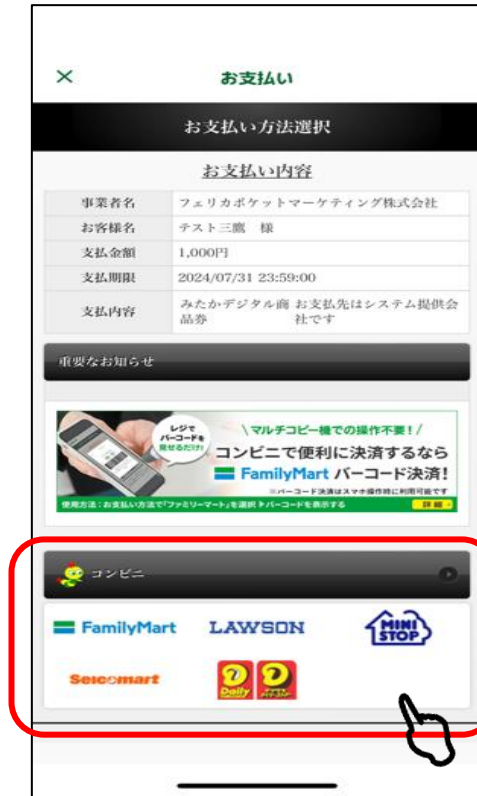 × お支払い
お支払い方法選択
お支払い内容
事業者名 フェリカポケットマーケティング株式会社
お客様名 テスト三鷹 様
支払金額 1,000円
支払期限 2024/07/31 23:59:00
支払内容 みたかデジタル商品券 お支払先はシステム提供会社です
重要なお知らせ
レジで
バーコードを
見せるだけ!
\マルチコピー機での操作不要!/
コンビニで便利に決済するなら
FamilyMart バーコード決済!
※バーコード決済はスマホ操作時に利用可能です
使用方法:お支払い方法で「ファミリーマート」を選択▶バーコードを表示する 詳細
コンビニ
FamilyMart LAWSON MINI STOP
Seicomart Daily